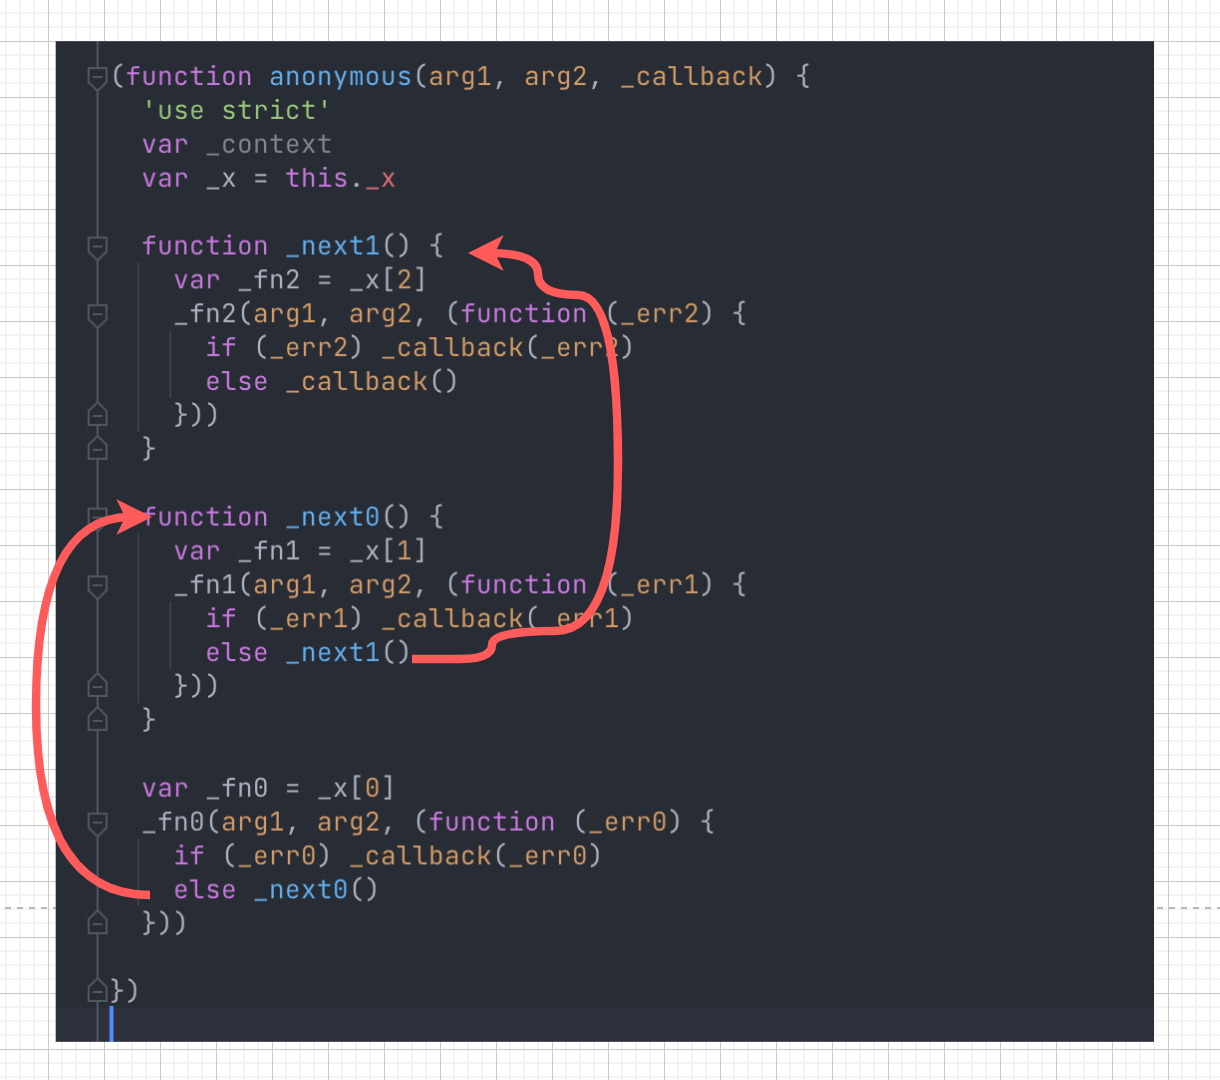 (function anonymous(arg1, arg2, _callback) {
'use strict'
var _context
var _x = this._x
function _next1() {
var _fn2 = _x[2]
_fn2(arg1, arg2, (function (_err2) {
if (_err2) _callback(_err2)
else _callback()
}))
}
function _next0() {
var _fn1 = _x[1]
_fn1(arg1, arg2, (function (_err1) {
if (_err1) _callback(_err1)
else _next1()
}))
}
var _fn0 = _x[0]
_fn0(arg1, arg2, (function (_err0) {
if (_err0) _callback(_err0)
else _next0()
}))
})